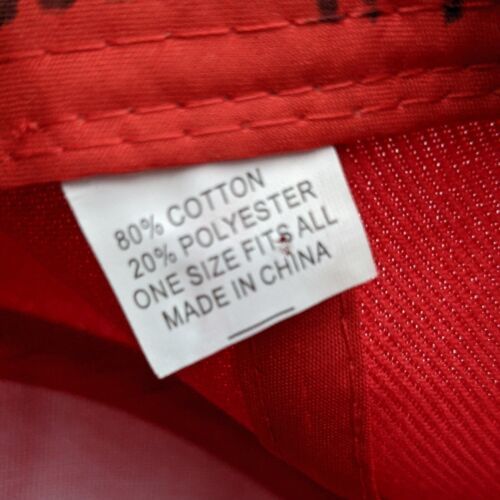 80% COTTON
20% POLYESTER
ONE SIZE FITS ALL
MADE IN CHINA